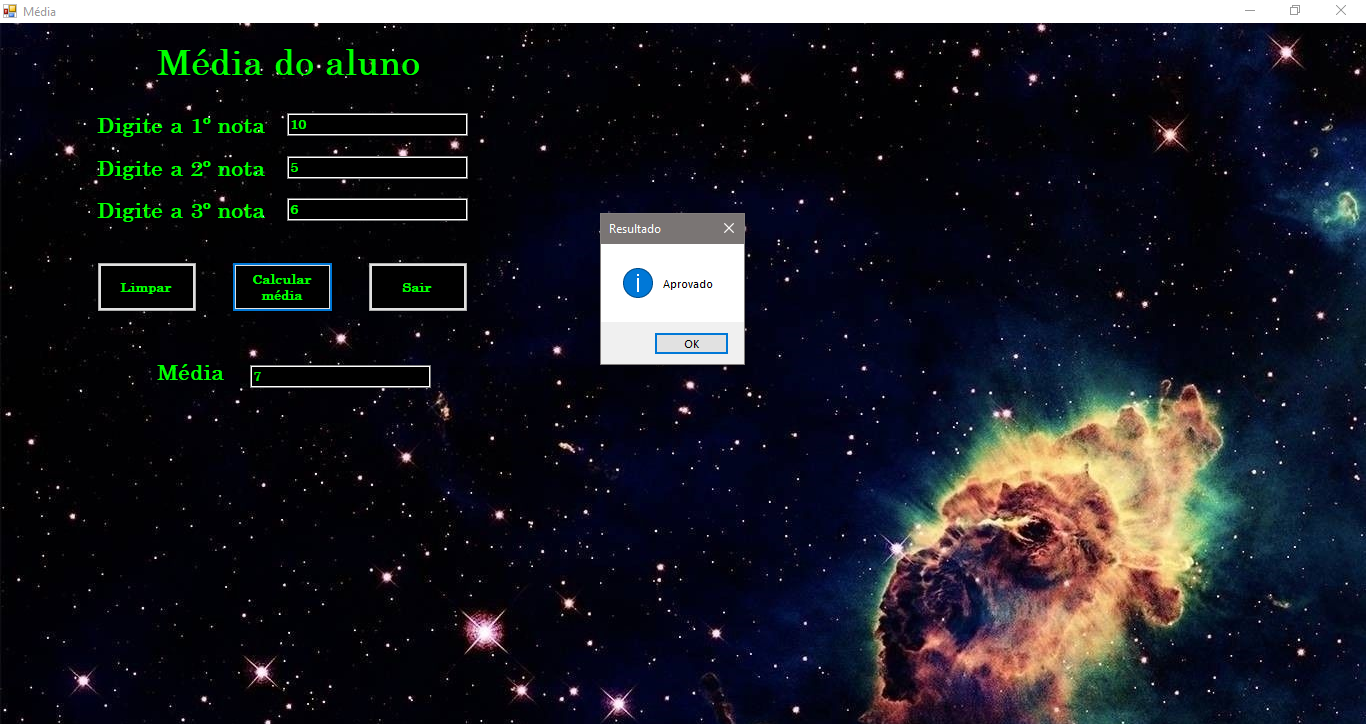 Média
Média do aluno
Digite a 1º nota
10
Digite a 2º nota
5
Digite a 3º nota
6
Limpar
Calcular
média
Sair
Média
7
Resultado
Aprovado
OK